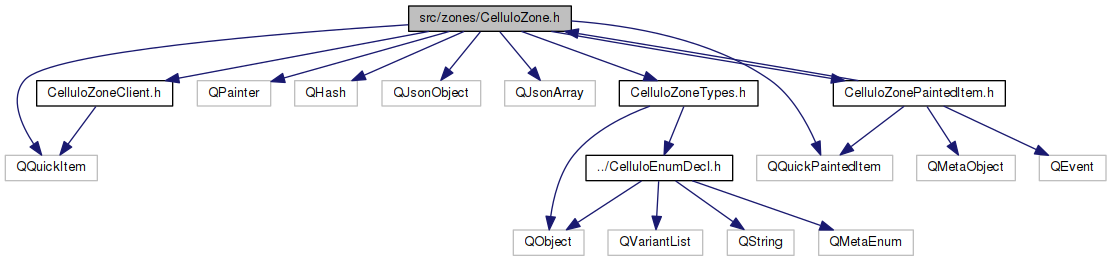 src/zones/CelluloZone.h
CelluloZoneClient.h
QPainter
QHash
QJsonObject
QJsonArray
CelluloZoneTypes.h
CelluloZonePaintedItem.h
QQuickItem
../CelluloEnumDecl.h
QQuickPaintedItem
QMetaObject
QEvent
QObject
QVariantList
QString
QMetaEnum